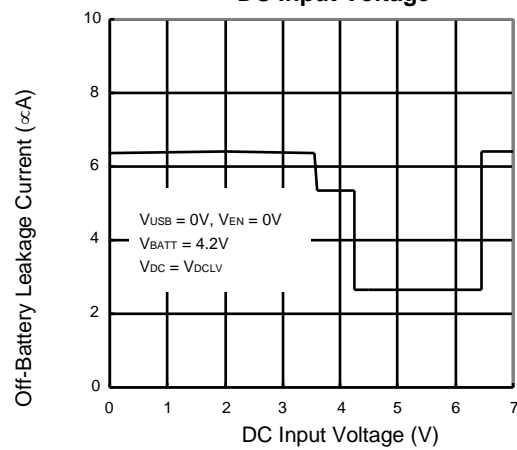 DC Input Voltage
10
8
6
4
2
0
Off-Battery Leakage Current (∝A)
VUSB = 0V, VEN = 0V
VBATT = 4.2V
VDC = VDCLV
0 1 2 3 4 5 6 7
DC Input Voltage (V)